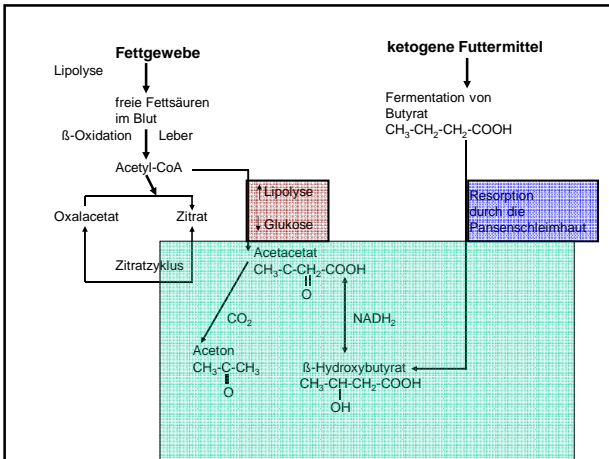 Fettgewebe
Lipolyse
freie Fettsäuren
im Blut
ß-Oxidation Leber
Acetyl-CoA
Oxalacetat Zitrat
Zitratzyklus
Lipolyse
Glukose
Acetacetat
CH₃-C-CH₂-COOH
O
CO₂
NADH₂
Aceton
CH₃-C-CH₃
O
ß-Hydroxybutyrat
CH₃-CH-CH₂-COOH
OH
ketogene Futtermittel
Fermentation von
Butyrat
CH₃-CH₂-CH₂-COOH
Resorption
durch die
Pansenschleimhaut